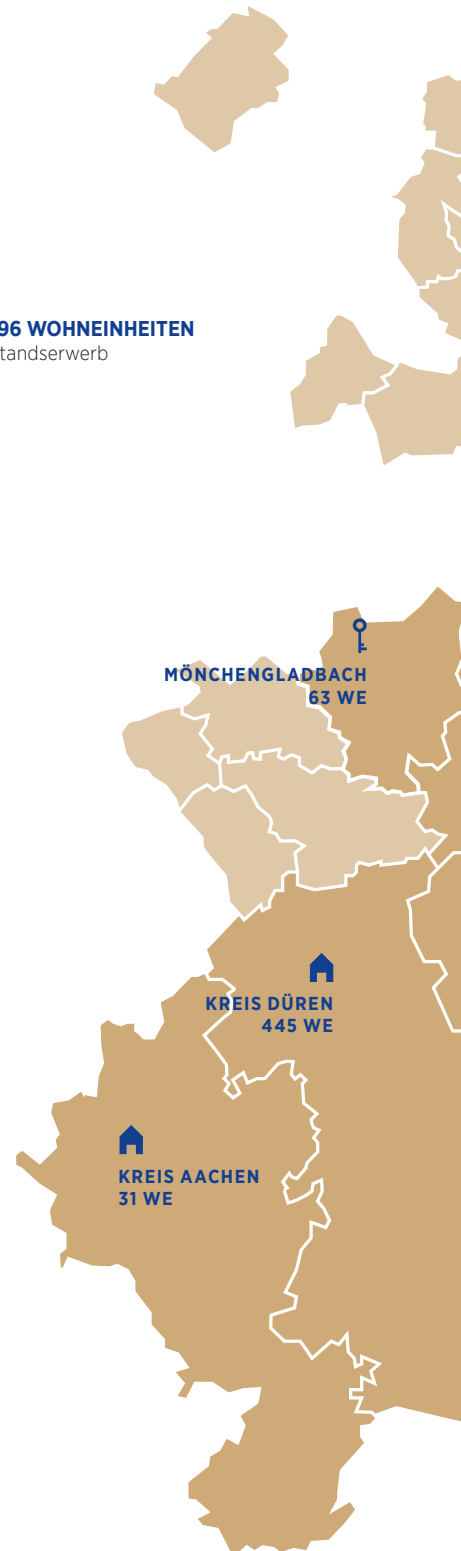 96 WOHNEINHEITEN
tandserwerb
MÖNCHENGLADBACH
63 WE
KREIS DÜREN
445 WE
KREIS AACHEN
31 WE